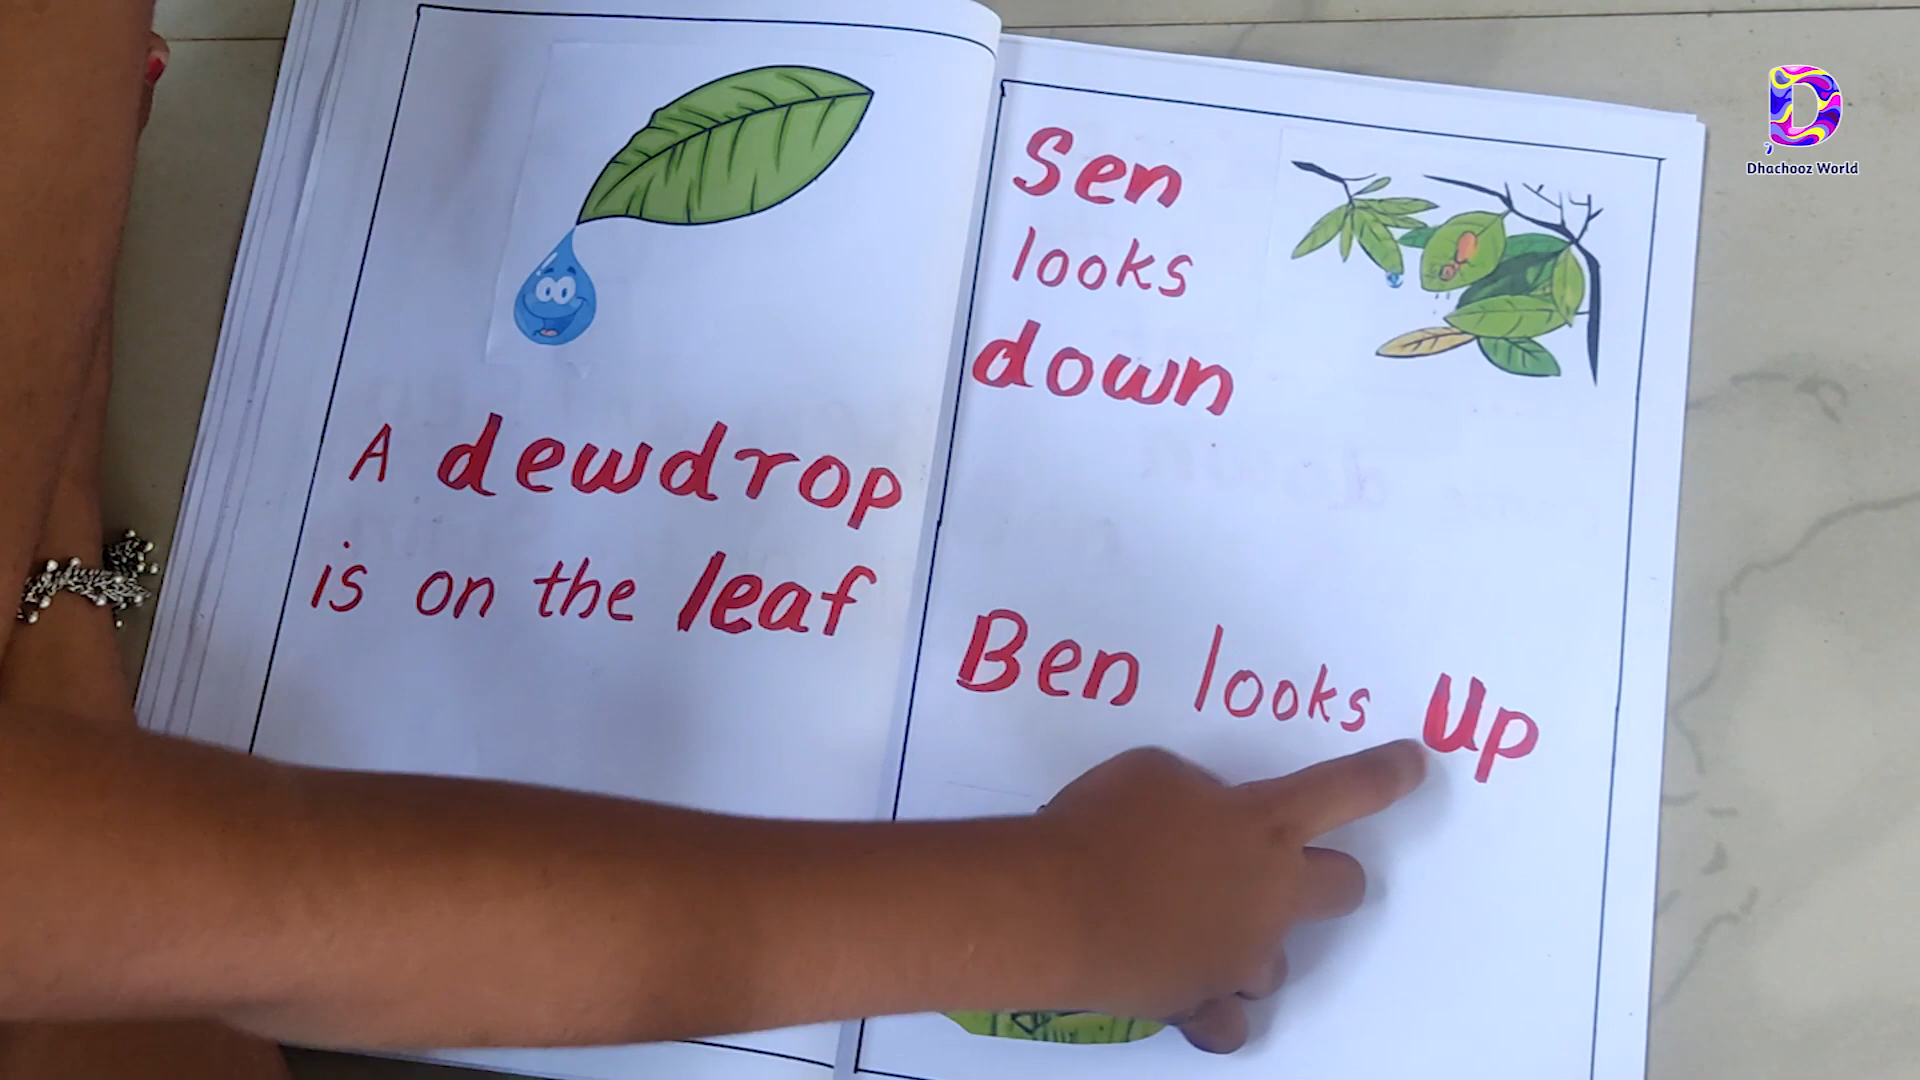 A dewdrop
is on the leaf
Sen
looks
down
Ben looks Up
Dhachooz World